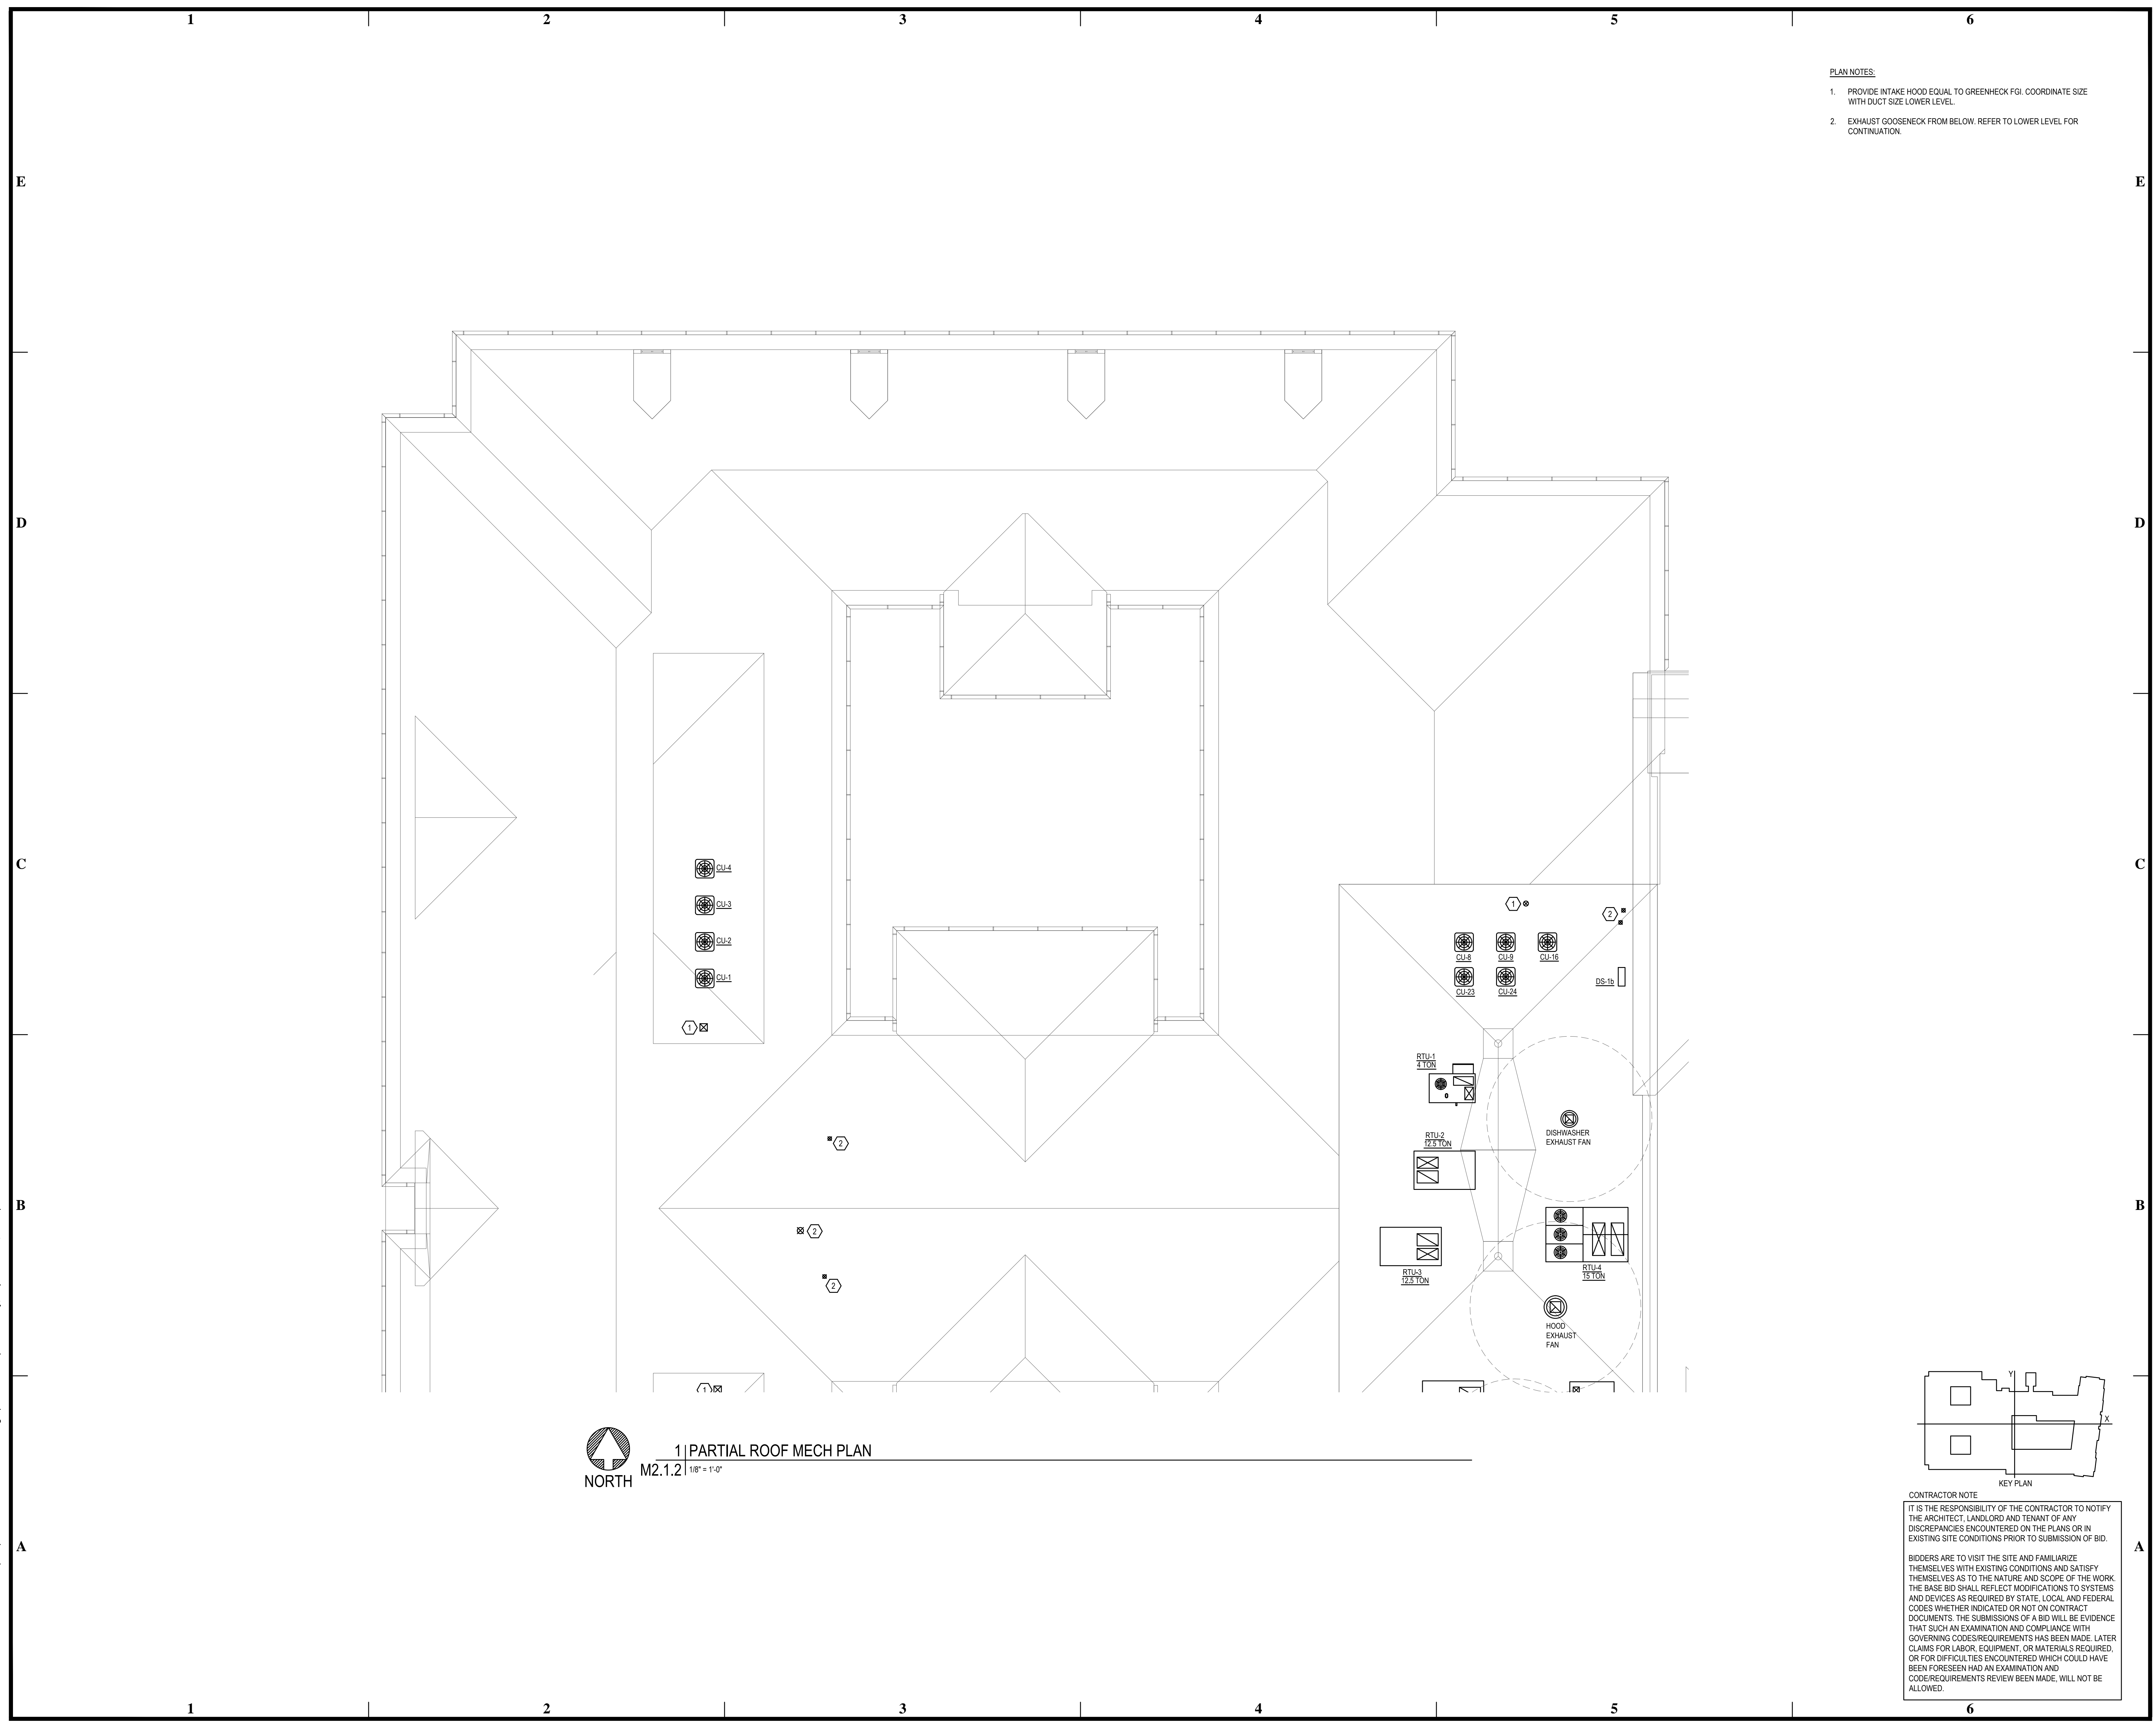 1 2 3 4 5 6
PLAN NOTES:
1. PROVIDE INTAKE HOOD EQUAL TO GREENHECK FGI. COORDINATE SIZE
WITH DUCT SIZE LOWER LEVEL.
2. EXHAUST GOOSENECK FROM BELOW. REFER TO LOWER LEVEL FOR
CONTINUATION.
E E
D D
C C
CU-4
CU-3
CU-2
CU-1
1
1
2
CU-8 CU-9 CU-16
CU-23 CU-24
DS-1b
RTU-1
4 TON
DISHWASHER
EXHAUST FAN
RTU-2
12.5 TON
2
B B
2
2
RTU-3
12.5 TON
RTU-4
15 TON
HOOD
EXHAUST
FAN
1
NORTH
1 PARTIAL ROOF MECH PLAN
M2.1.2 1/8" = 1'-0"
Y
X
KEY PLAN
CONTRACTOR NOTE
IT IS THE RESPONSIBILITY OF THE CONTRACTOR TO NOTIFY
THE ARCHITECT, LANDLORD AND TENANT OF ANY
DISCREPANCIES ENCOUNTERED ON THE PLANS OR IN
EXISTING SITE CONDITIONS PRIOR TO SUBMISSION OF BID.
BIDDERS ARE TO VISIT THE SITE AND FAMILIARIZE
THEMSELVES WITH EXISTING CONDITIONS AND SATISFY
THEMSELVES AS TO THE NATURE AND SCOPE OF THE WORK.
THE BASE BID SHALL REFLECT MODIFICATIONS TO SYSTEMS
AND DEVICES AS REQUIRED BY STATE, LOCAL AND FEDERAL
CODES WHETHER INDICATED OR NOT ON CONTRACT
DOCUMENTS. THE SUBMISSIONS OF A BID WILL BE EVIDENCE
THAT SUCH AN EXAMINATION AND COMPLIANCE WITH
GOVERNING CODES/REQUIREMENTS HAS BEEN MADE. LATER
CLAIMS FOR LABOR, EQUIPMENT, OR MATERIALS REQUIRED,
OR FOR DIFFICULTIES ENCOUNTERED WHICH COULD HAVE
BEEN FORESEEN HAD AN EXAMINATION AND
CODE/REQUIREMENTS REVIEW BEEN MADE, WILL NOT BE
ALLOWED.
A A
1 2 3 4 5 6